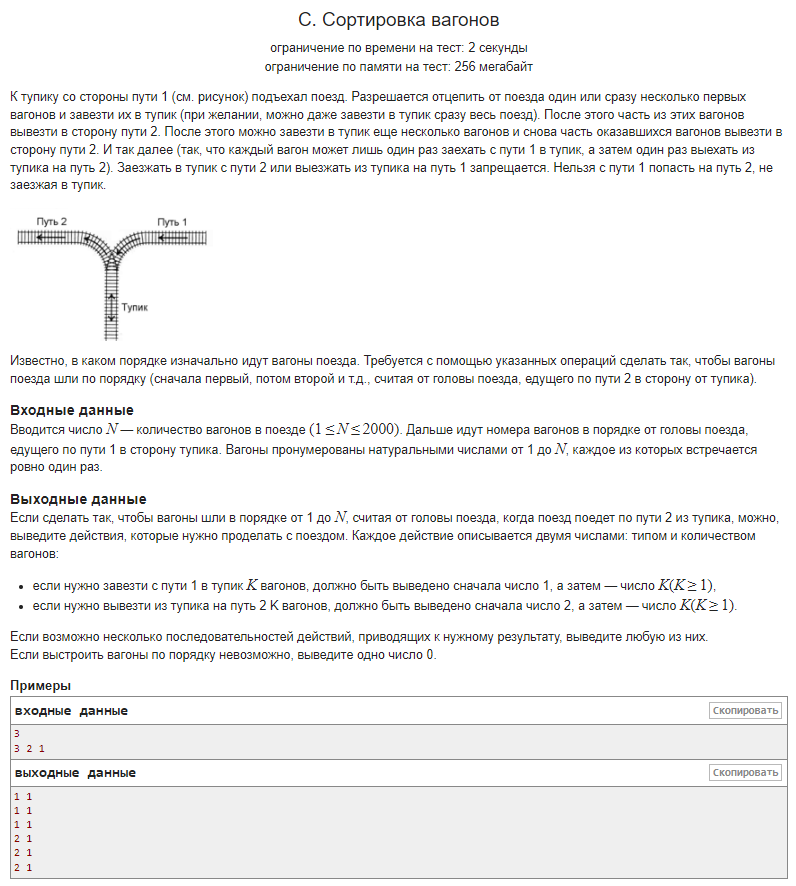 С. Сортировка вагонов
ограничение по времени на тест: 2 секунды
ограничение по памяти на тест: 256 мегабайт
К тупику со стороны пути 1 (см. рисунок) подъехал поезд. Разрешается отцепить от поезда один или сразу несколько первых
вагонов и завезти их в тупик (при желании, можно даже завезти в тупик сразу весь поезд). После этого часть из этих вагонов
вывезти в сторону пути 2. После этого можно завезти в тупик еще несколько вагонов и снова часть оказавшихся вагонов вывезти в
сторону пути 2. И так далее (так, что каждый вагон может лишь один раз заехать с пути 1 в тупик, а затем один раз выехать из
тупика на путь 2). Заезжать в тупик с пути 2 или выезжать из тупика на путь 1 запрещается. Нельзя с пути 1 попасть на путь 2, не
заезжая в тупик.
Путь 2 Путь 1
Тупик
Известно, в каком порядке изначально идут вагоны поезда. Требуется с помощью указанных операций сделать так, чтобы вагоны
поезда шли по порядку (сначала первый, потом второй и т.д., считая от головы поезда, едущего по пути 2 в сторону от тупика).
Входные данные
Вводится число N — количество вагонов в поезде (1 ≤ N ≤ 2000). Дальше идут номера вагонов в порядке от головы поезда,
едущего по пути 1 в сторону тупика. Вагоны пронумерованы натуральными числами от 1 до N, каждое из которых встречается
ровно один раз.
Выходные данные
Если сделать так, чтобы вагоны шли в порядке от 1 до N, считая от головы поезда, когда поезд поедет по пути 2 из тупика, можно,
выведите действия, которые нужно проделать с поездом. Каждое действие описывается двумя числами: типом и количеством
вагонов:
• если нужно завезти с пути 1 в тупик K вагонов, должно быть выведено сначала число 1, а затем — число K(K ≥ 1),
• если нужно вывезти из тупика на путь 2 K вагонов, должно быть выведено сначала число 2, а затем — число K(K ≥ 1).
Если возможно несколько последовательностей действий, приводящих к нужному результату, выведите любую из них.
Если выстроить вагоны по порядку невозможно, выведите одно число 0.
Примеры
входные данные Скопировать
3
3 2 1
выходные данные Скопировать
1 1
1 1
1 1
2 1
2 1
2 1